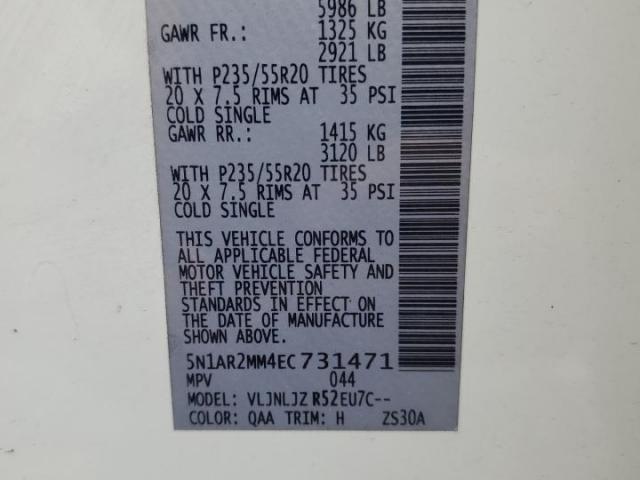 5986 LB
GAWR FR.: 1325 KG
2921 LB
WITH P235/55R20 TIRES
20 X 7.5 RIMS AT 35 PSI
COLD SINGLE
GAWR RR.: 1415 KG
3120 LB
WITH P235/55R20 TIRES
20 X 7.5 RIMS AT 35 PSI
COLD SINGLE
THIS VEHICLE CONFORMS TO
ALL APPLICABLE FEDERAL
MOTOR VEHICLE SAFETY AND
THEFT PREVENTION
STANDARDS IN EFFECT ON
THE DATE OF MANUFACTURE
SHOWN ABOVE.
5N1AR2MM4EC731471
MPV 044
MODEL: VLJNLJZ R52EU7C--
COLOR: QAA TRIM: H ZS30A